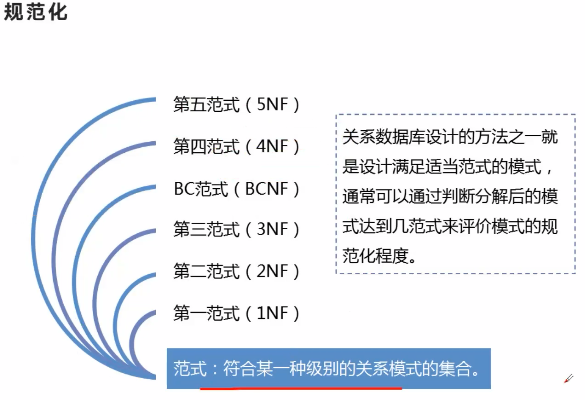 规范化
第五范式（5NF）
第四范式（4NF）
BC范式（BCNF）
第三范式（3NF）
第二范式（2NF）
第一范式（1NF）
范式：符合某一种级别的关系模式的集合。
关系数据库设计的方法之一就
是设计满足适当范式的模式，
通常可以通过判断分解后的模
式达到几范式来评价模式的规
范化程度。